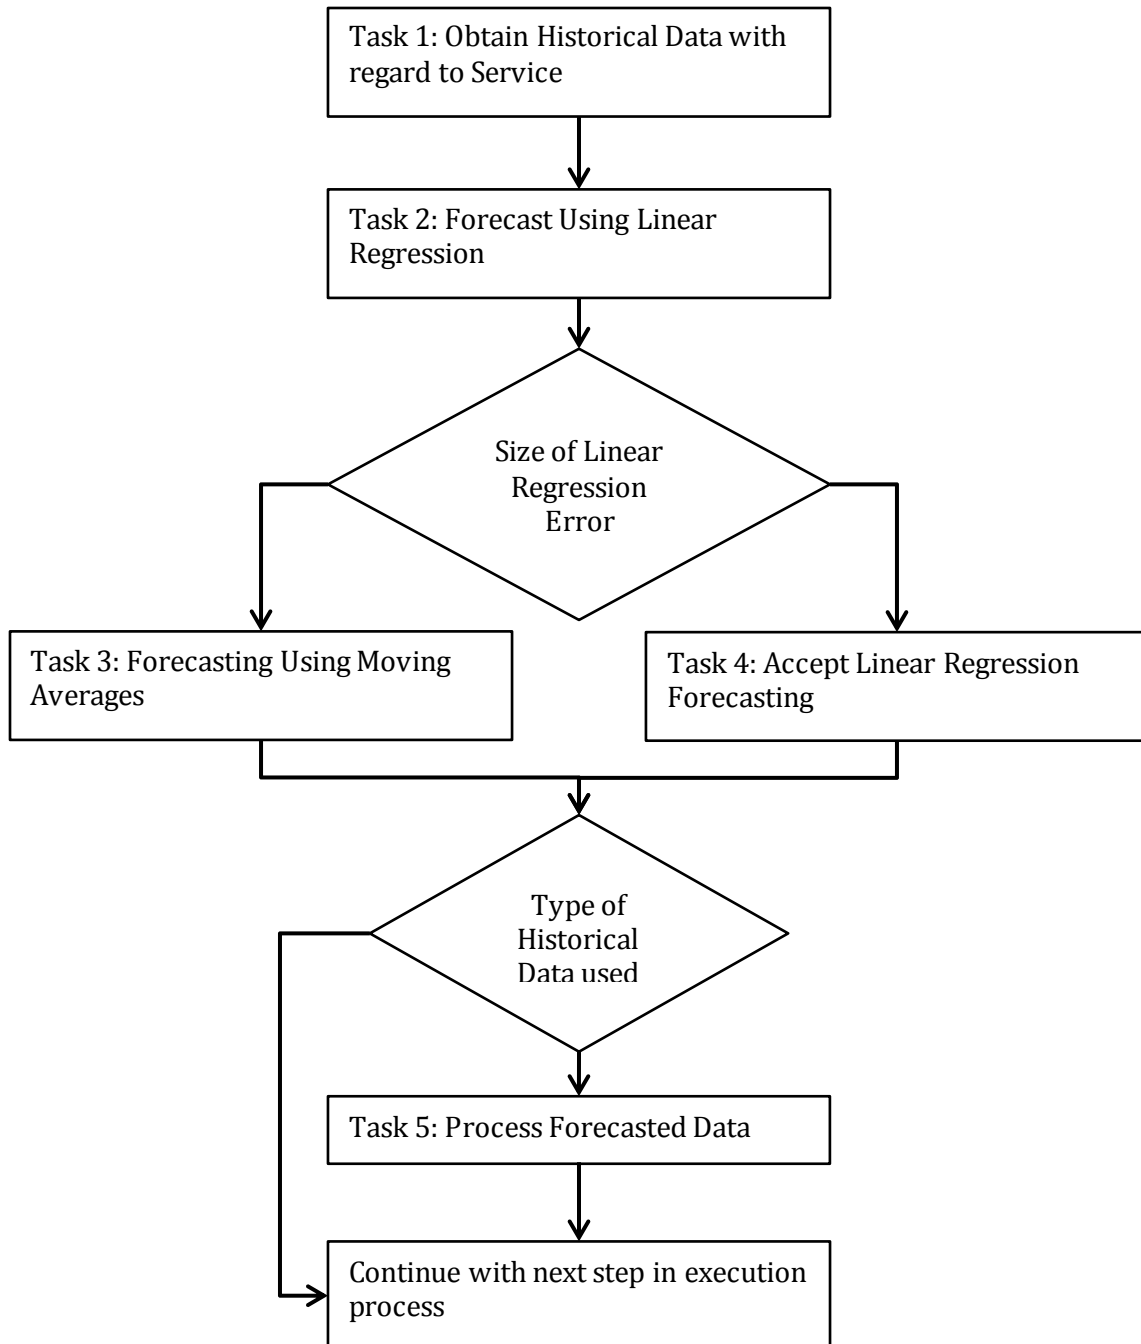 Task 1: Obtain Historical Data with
regard to Service
Task 2: Forecast Using Linear
Regression
Size of Linear
Regression
Error
Task 3: Forecasting Using Moving
Averages
Task 4: Accept Linear Regression
Forecasting
Type of
Historical
Data used
Task 5: Process Forecasted Data
Continue with next step in execution
process